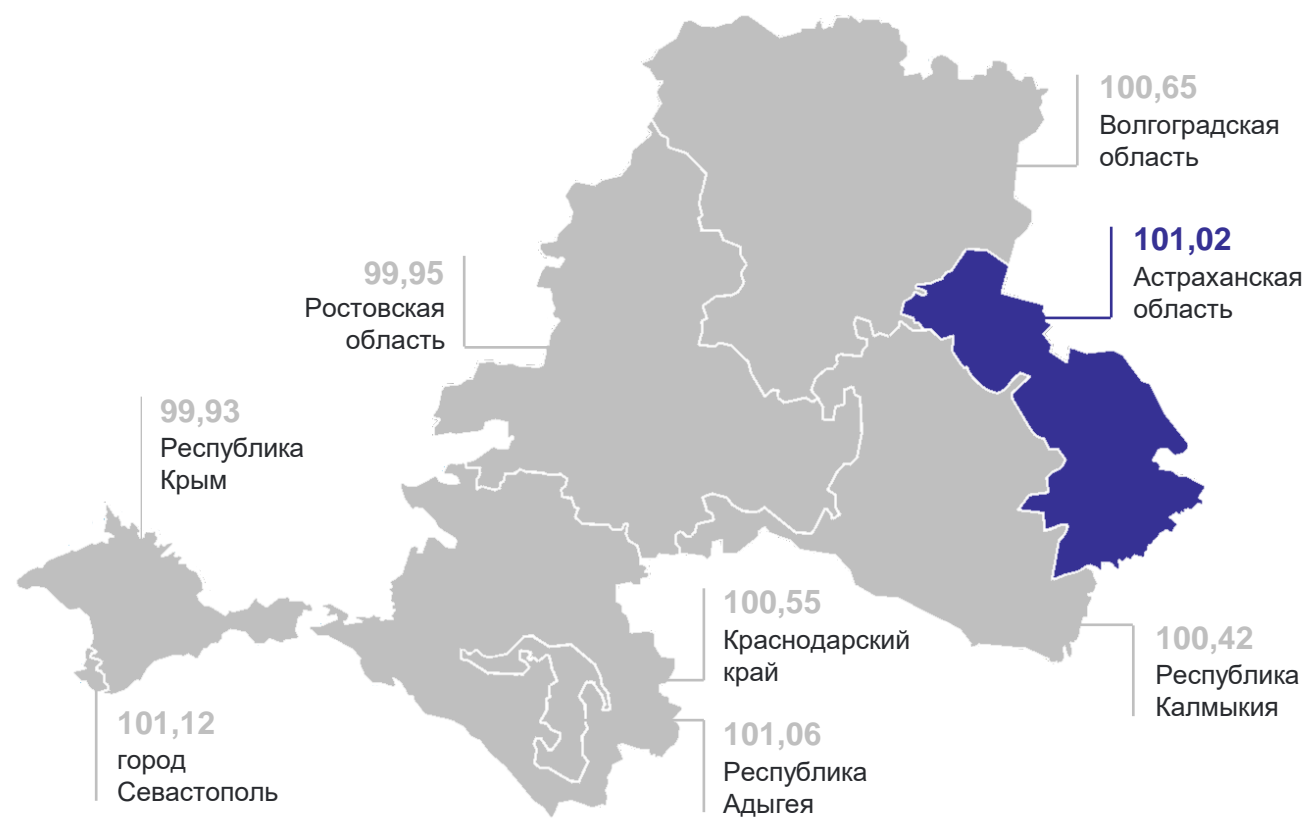 100,65
Волгоградская
область
101,02
Астраханская
область
99,95
Ростовская
область
99,93
Республика
Крым
100,55
Краснодарский
край
100,42
Республика
Калмыкия
101,12
город
Севастополь
101,06
Республика
Адыгея